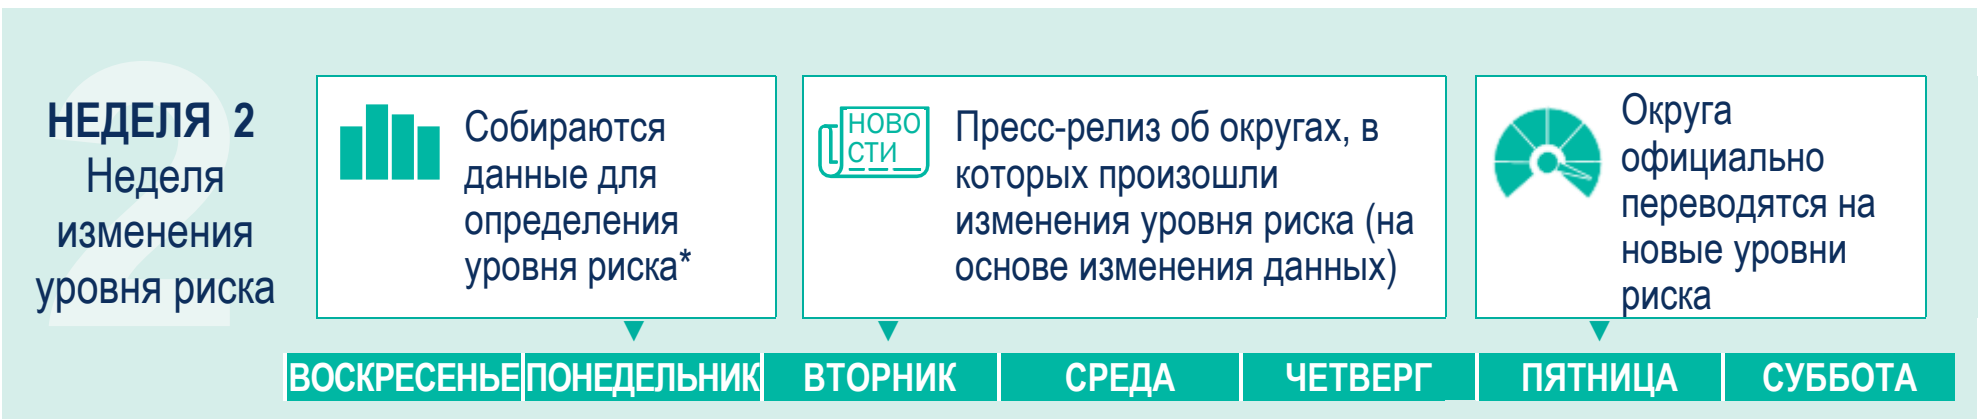 2
НЕДЕЛЯ 2
Неделя
изменения
уровня риска
Собираются
данные для
определения
уровня риска*
НОВО
СТИ
Пресс-релиз об округах, в
которых произошли
изменения уровня риска (на
основе изменения данных)
Округа
официально
переводятся на
новые уровни
риска
ВОСКРЕСЕНЬЕ ПОНЕДЕЛЬНИК ВТОРНИК СРЕДА ЧЕТВЕРГ ПЯТНИЦА СУББОТА